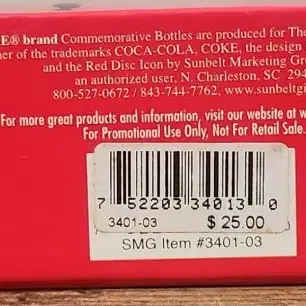 E® brand Commemorative Bottles are produced for The
er of the trademarks COCA-COLA, COKE, the design
and the Red Disc Icon by Sunbelt Marketing Gro
an authorized user, N. Charleston, SC 294
800-527-0672 / 843-744-7762, www.sunbeltgi
For more great products and information, visit our website at w
For Promotional Use Only, Not For Retail Sale.
7 52203 34013 0
3401-03 $ 25.00
SMG Item #3401-03